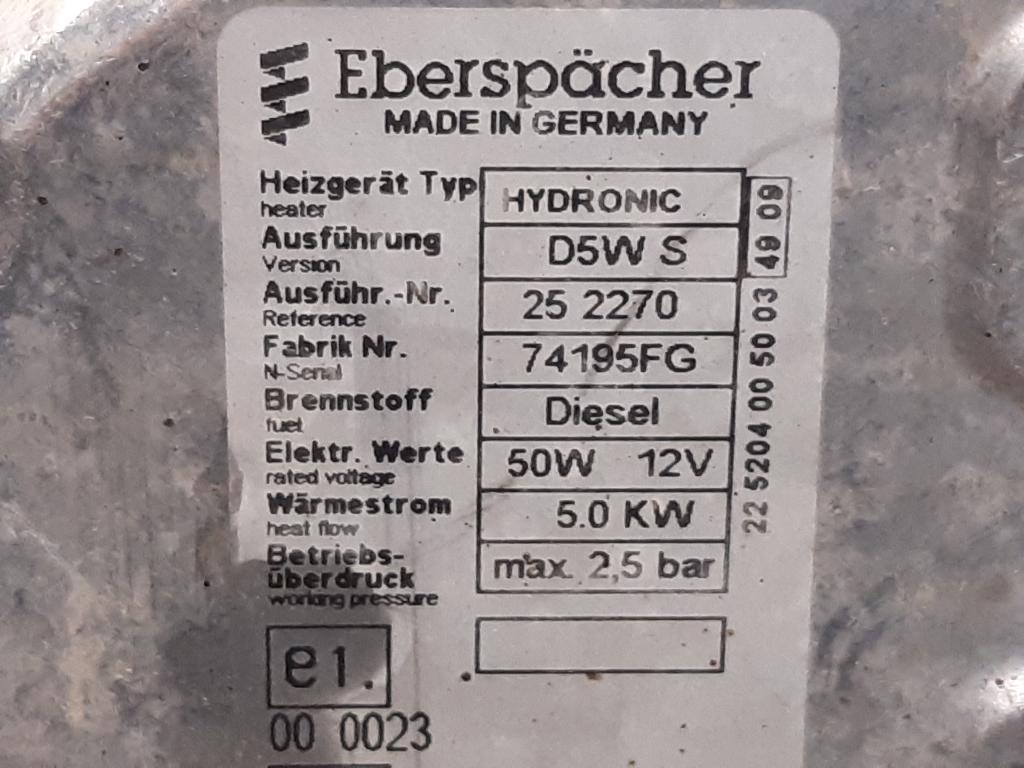 Eberspächer
MADE IN GERMANY
Heizgerät Typ HYDRONIC
heater
Ausführung D5W S
Version
Ausführ.-Nr. 25 2270
Reference
Fabrik Nr. 74195FG
N-Serial
Brennstoff Diesel
fuel
Elektr. Werte 50W 12V
rated voltage
Wärmestrom 5.0 KW
heat flow
Betriebs-
überdruck max. 2,5 bar
working pressure
e1.
00 0023
49 09
22 5204 00 50 03